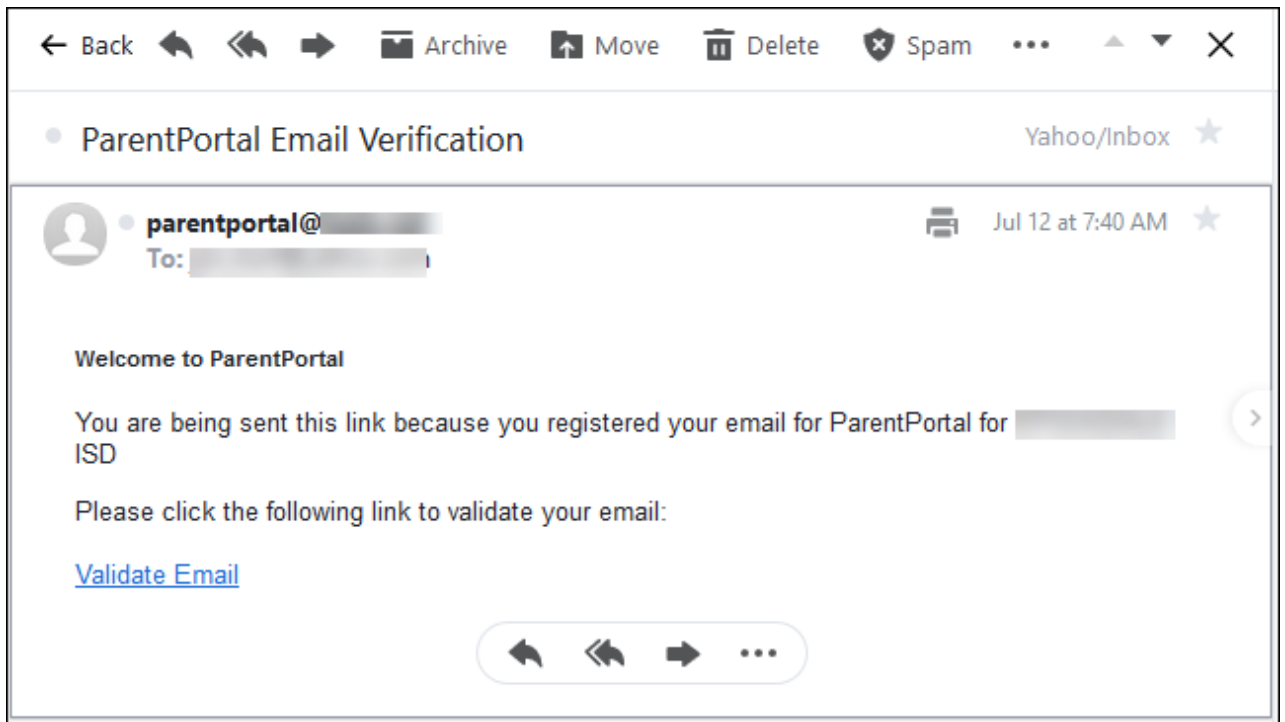 Back Archive Move Delete Spam
ParentPortal Email Verification Yahoo/Inbox
parentportal@ Jul 12 at 7:40 AM
To:
Welcome to ParentPortal
You are being sent this link because you registered your email for ParentPortal for
ISD
Please click the following link to validate your email:
Validate Email